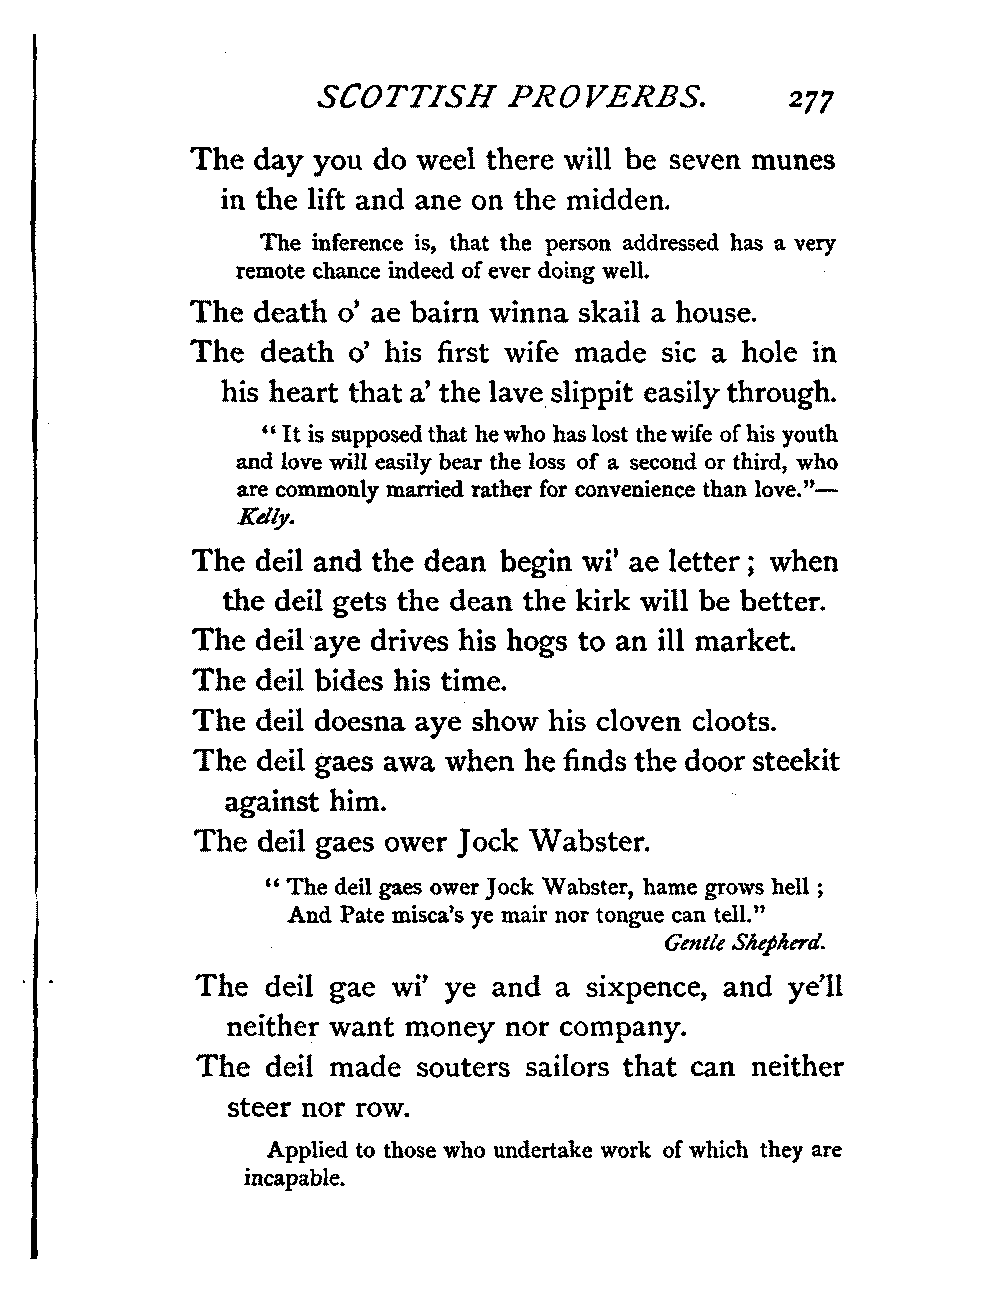 SCOTTISH PROVERBS. 277
The day you do weel there will be seven munes
in the lift and ane on the midden.
The inference is, that the person addressed has a very
remote chance indeed of ever doing well.
The death o' ae bairn winna skail a house.
The death o' his first wife made sic a hole in
his heart that a' the lave slippit easily through.
“ It is supposed that he who has lost the wife of his youth
and love will easily bear the loss of a second or third, who
are commonly married rather for convenience than love.”—
Kelly.
The deil and the dean begin wi' ae letter ; when
the deil gets the dean the kirk will be better.
The deil aye drives his hogs to an ill market.
The deil bides his time.
The deil doesna aye show his cloven cloots.
The deil gaes awa when he finds the door steekit
against him.
The deil gaes ower Jock Wabster.
“ The deil gaes ower Jock Wabster, hame grows hell ;
And Pate misca's ye mair nor tongue can tell.”
Gentle Shepherd.
The deil gae wi' ye and a sixpence, and ye'll
neither want money nor company.
The deil made souters sailors that can neither
steer nor row.
Applied to those who undertake work of which they are
incapable.